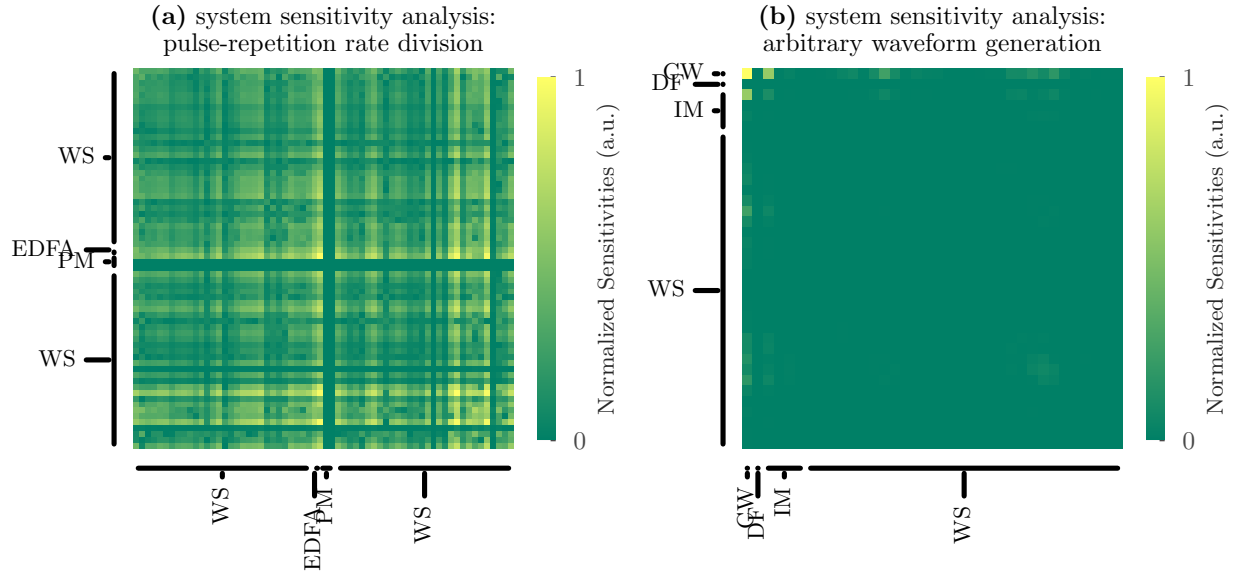 (a) system sensitivity analysis:
pulse-repetition rate division
WS
EDFA
PM
WS
WS
EDFA
PM
WS
1
0
Normalized Sensitivities (a.u.)
(b) system sensitivity analysis:
arbitrary waveform generation
CW
DF
IM
WS
CW
DF
IM
WS
1
0
Normalized Sensitivities (a.u.)